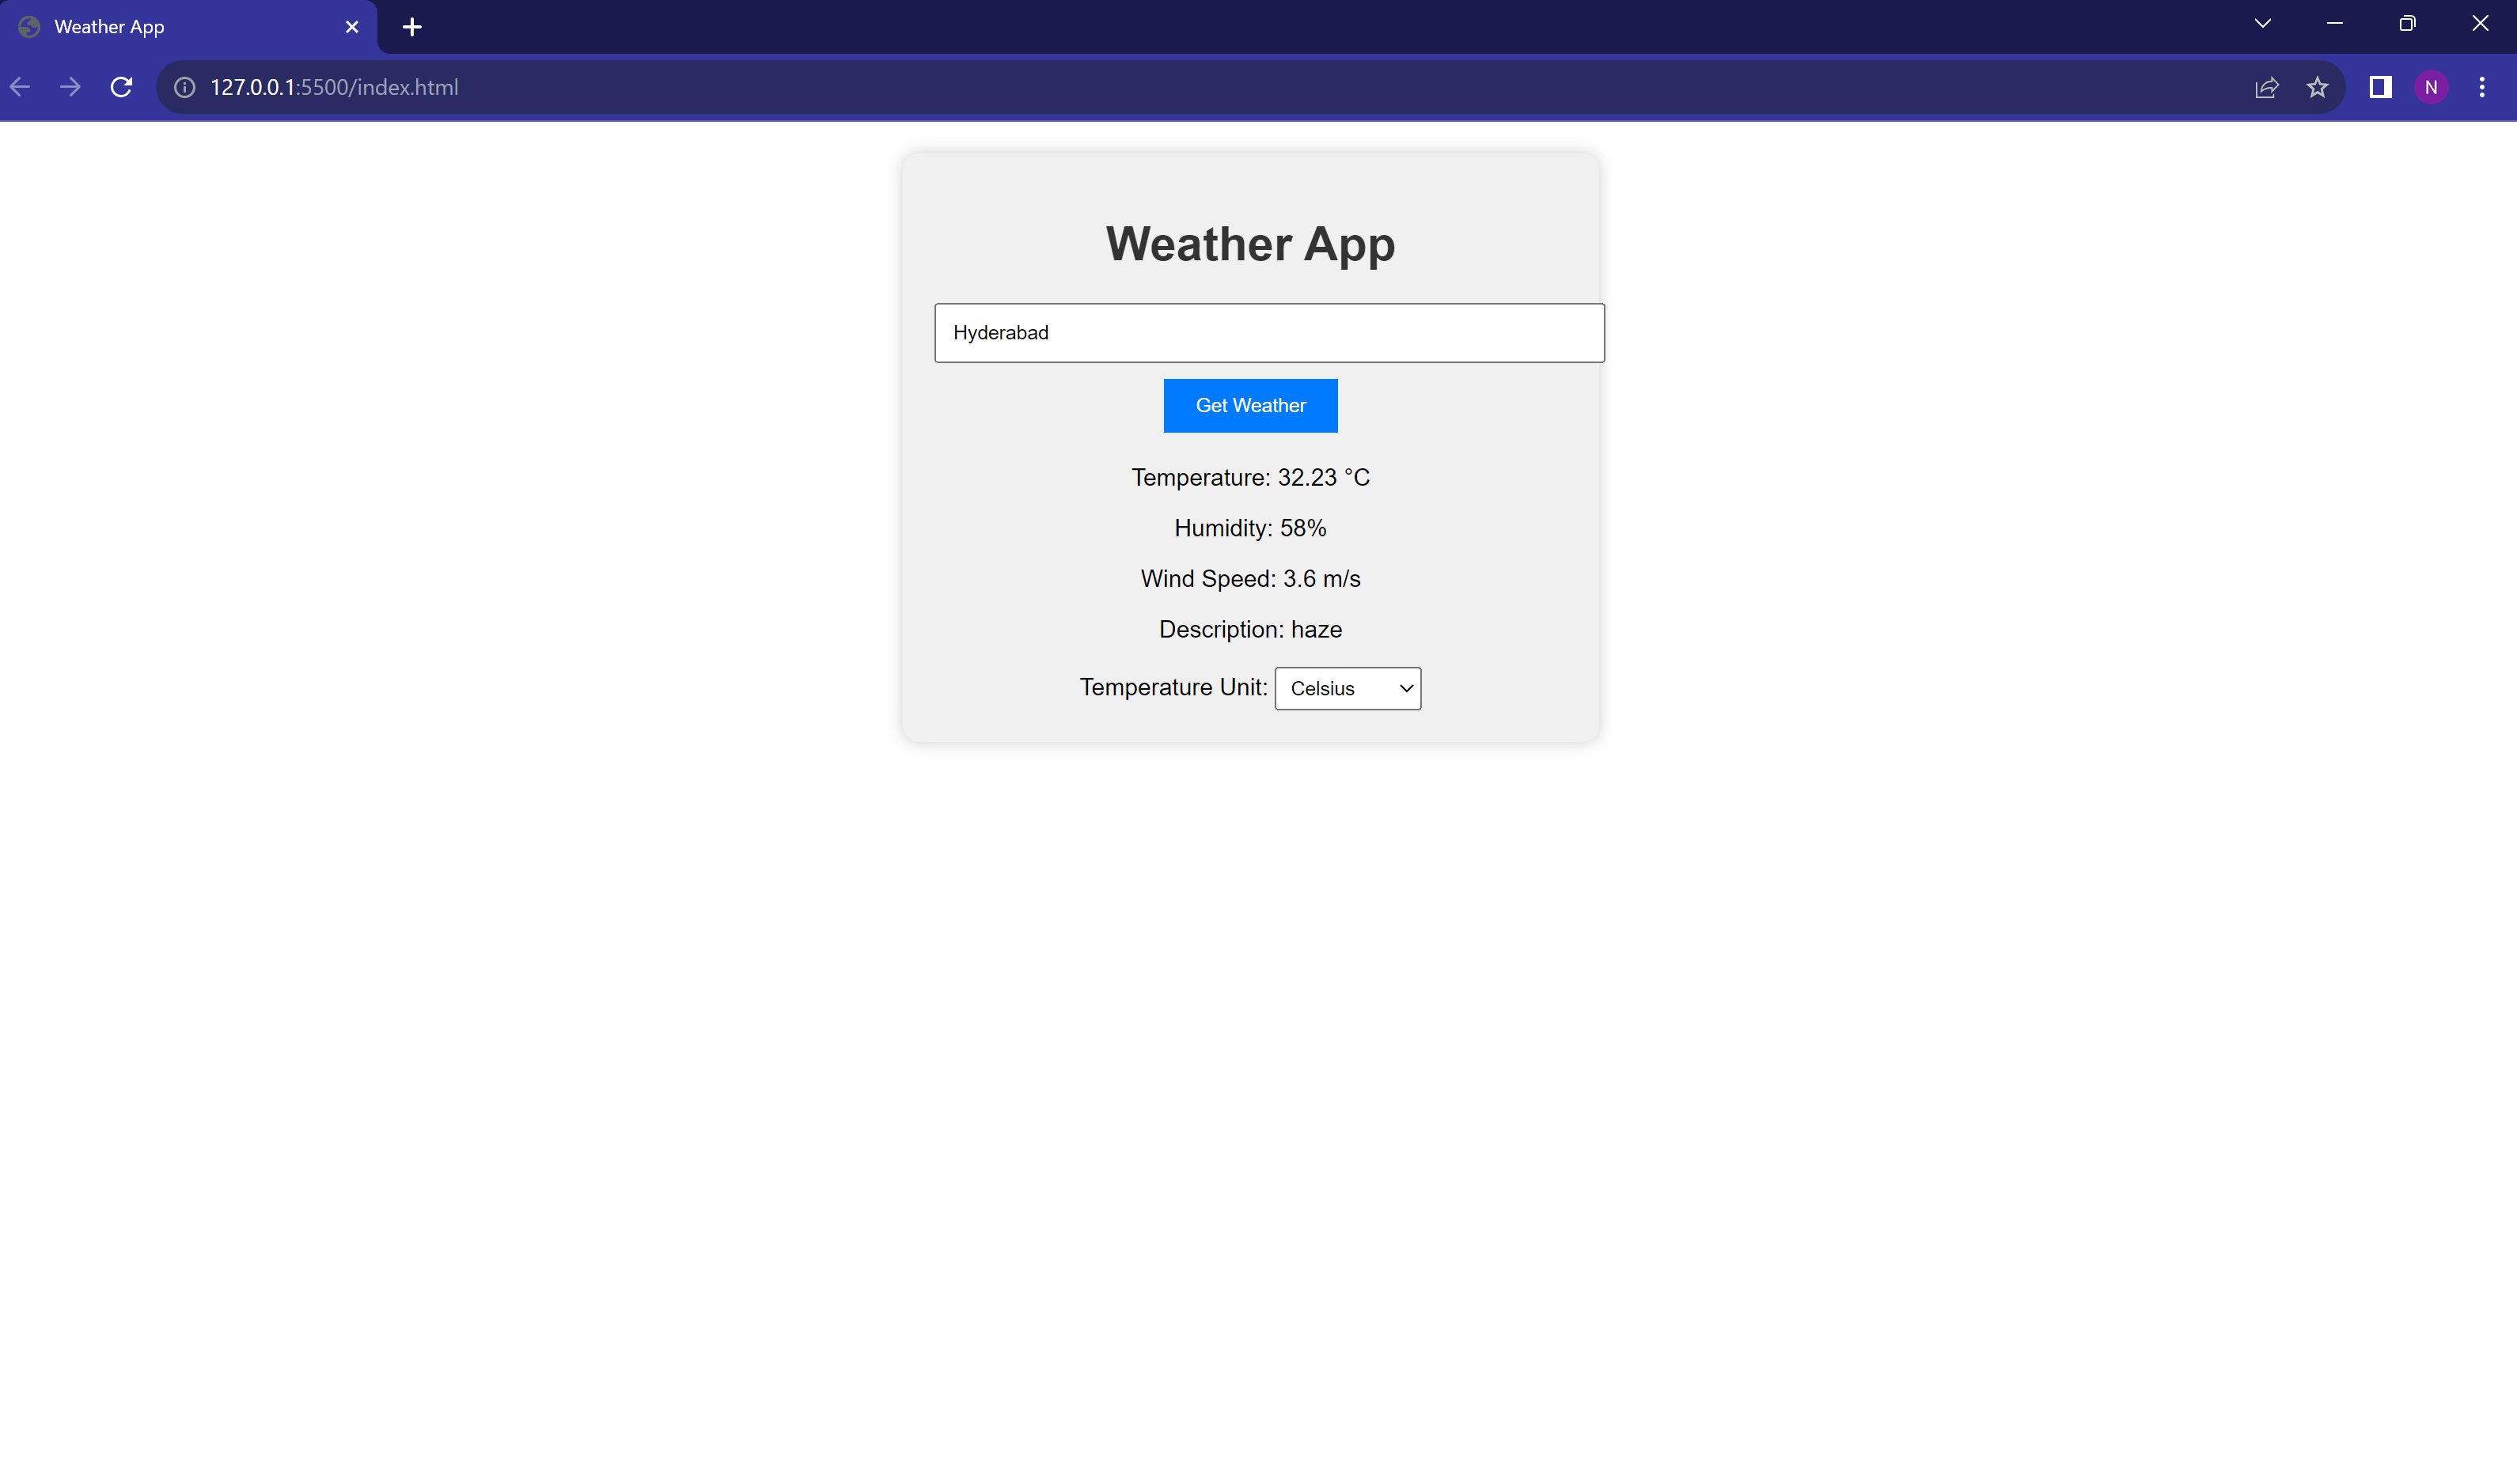 Weather App
127.0.0.1:5500/index.html
N
Weather App
Hyderabad
Get Weather
Temperature: 32.23 °C
Humidity: 58%
Wind Speed: 3.6 m/s
Description: haze
Temperature Unit: Celsius